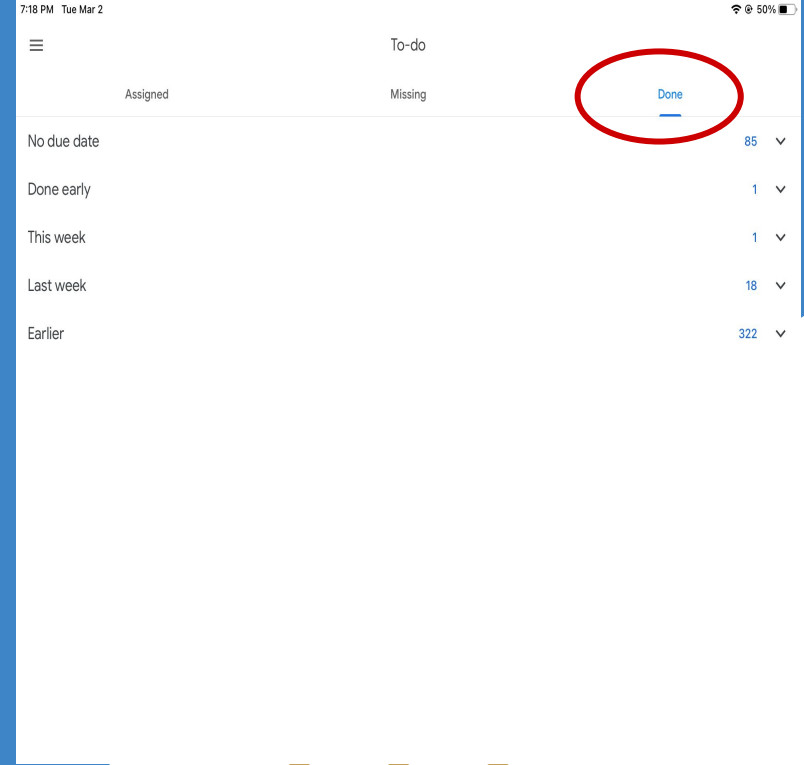 7:18 PM Tue Mar 2 50%
To-do
Assigned Missing Done
No due date 85
Done early 1
This week 1
Last week 18
Earlier 322